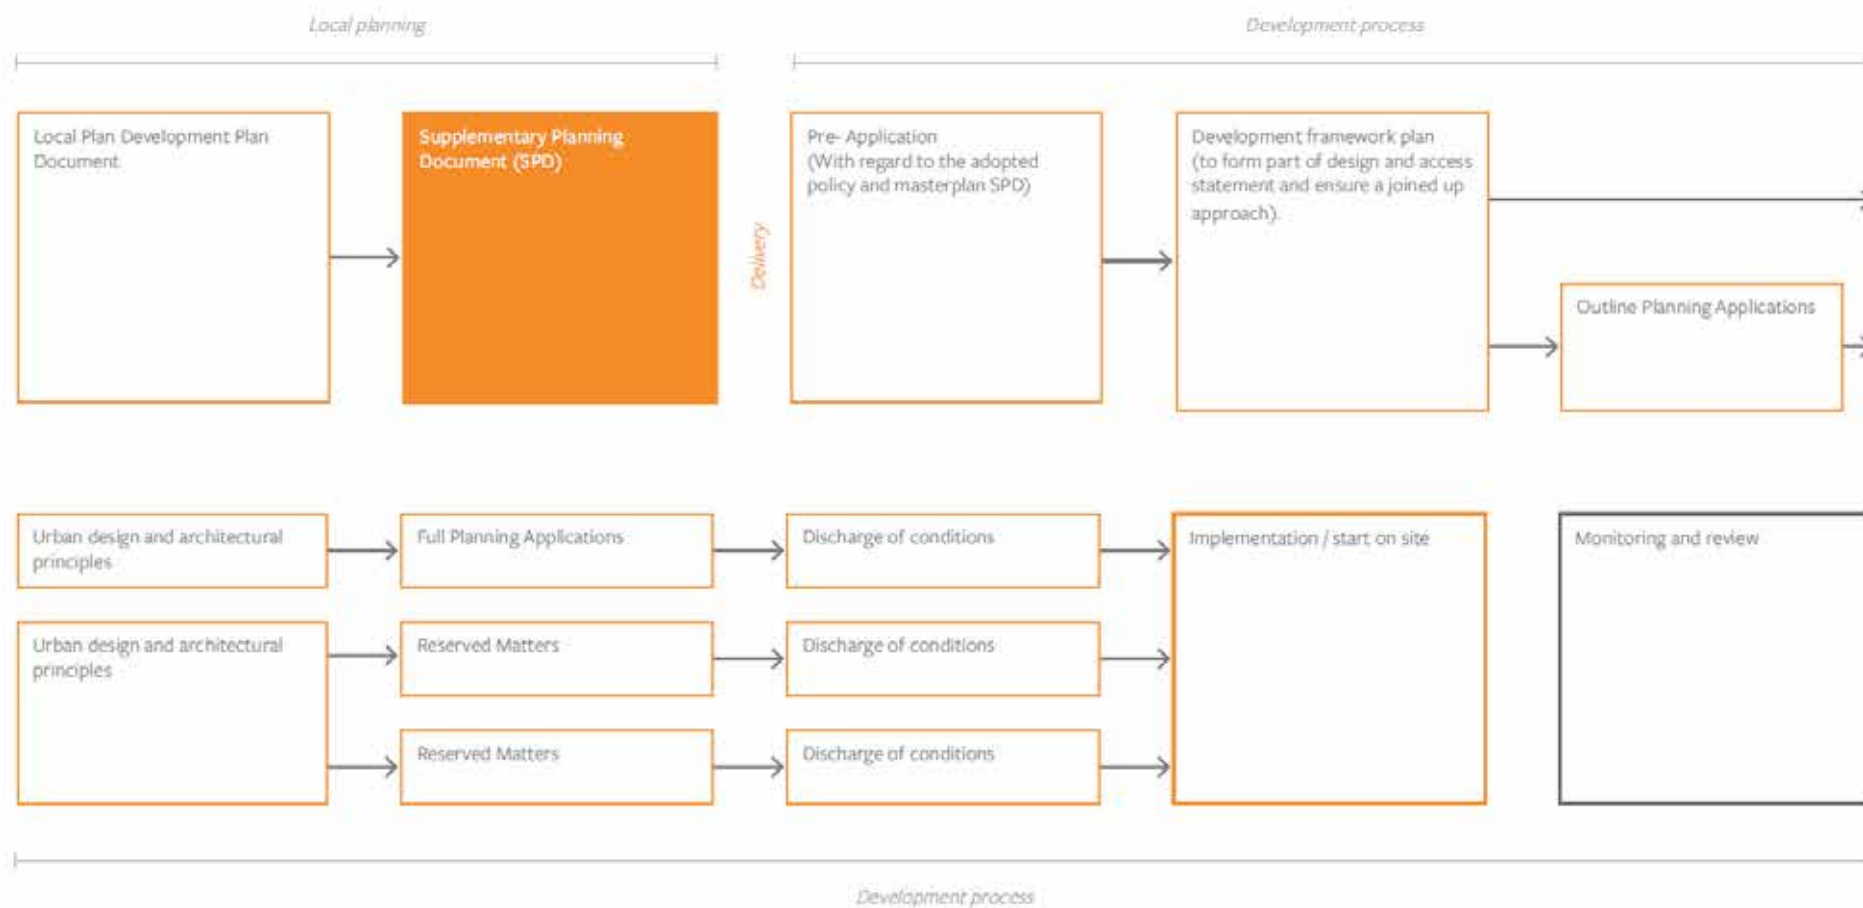 Local planning
Development process
Local Plan Development Plan
Document
Supplementary Planning
Document (SPD)
Delivery
Pre- Application
(With regard to the adopted
policy and masterplan SPD)
Development framework plan
(to form part of design and access
statement and ensure a joined up
approach).
Outline Planning Applications
Urban design and architectural
principles
Full Planning Applications
Discharge of conditions
Implementation / start on site
Monitoring and review
Urban design and architectural
principles
Reserved Matters
Discharge of conditions
Reserved Matters
Discharge of conditions
Development process